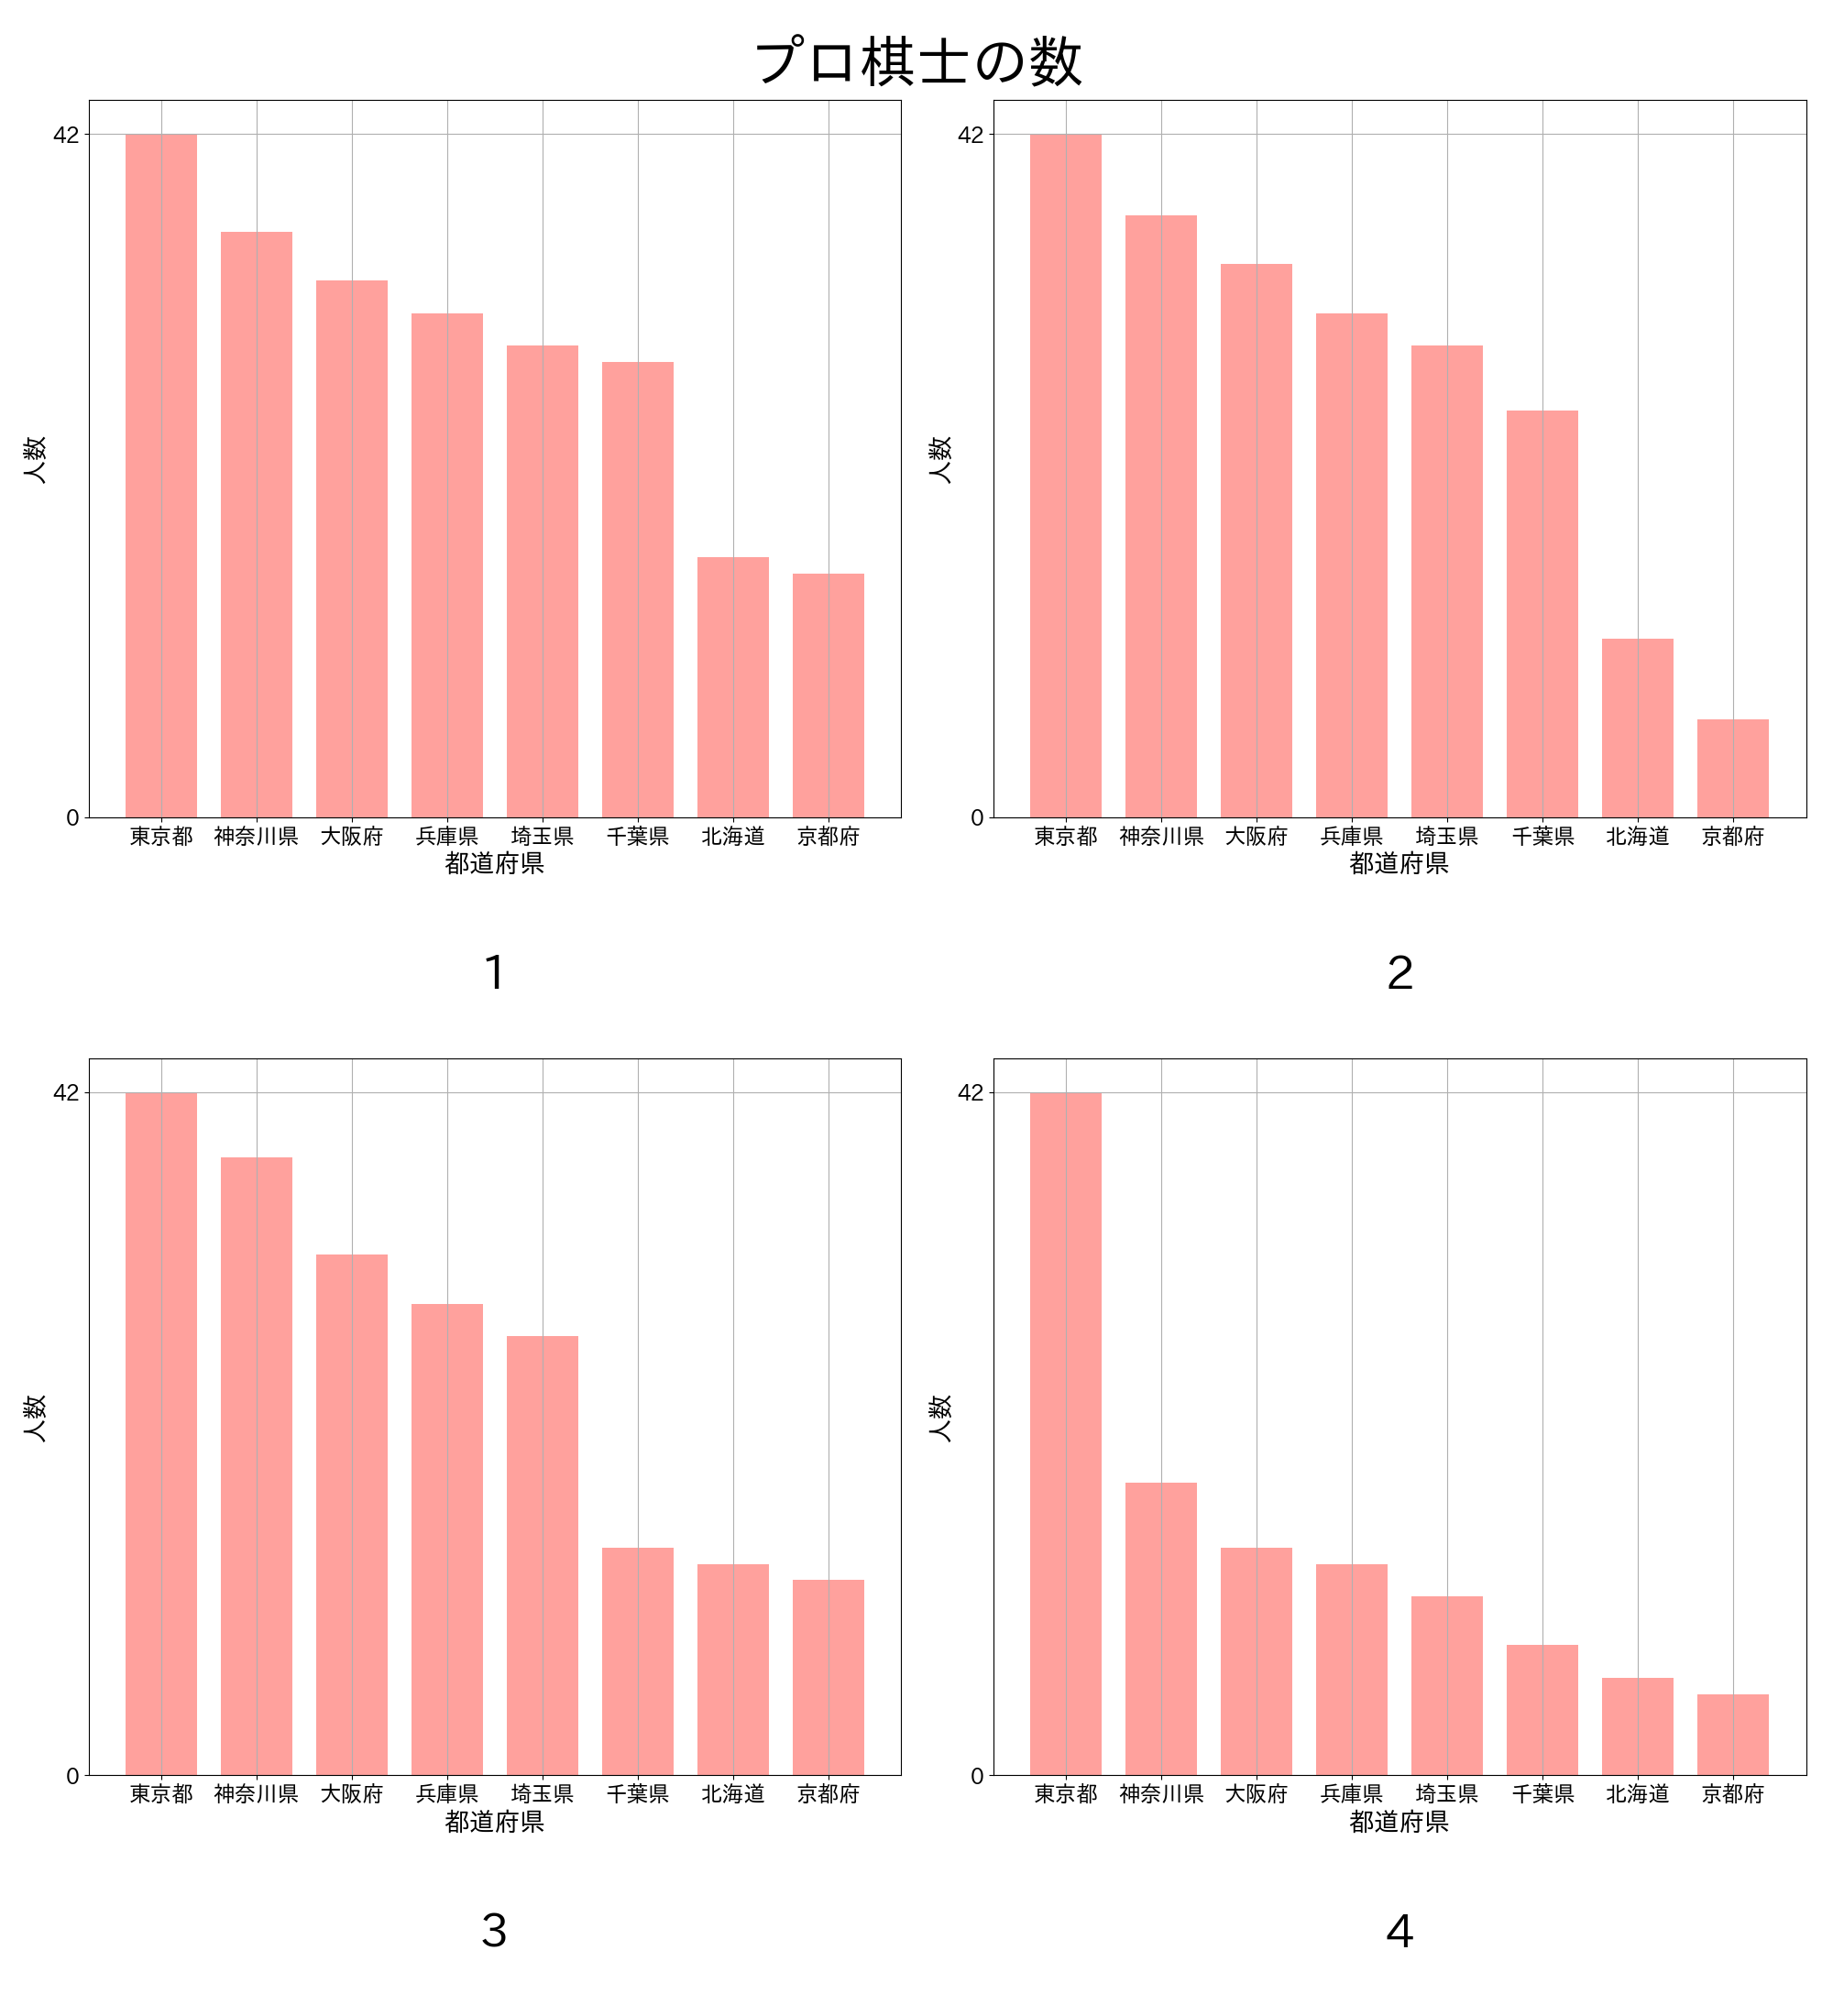 プロ棋士の数
42
0
人数
東京都 神奈川県 大阪府 兵庫県 埼玉県 千葉県 北海道 京都府
都道府県
1
42
0
人数
東京都 神奈川県 大阪府 兵庫県 埼玉県 千葉県 北海道 京都府
都道府県
2
42
0
人数
東京都 神奈川県 大阪府 兵庫県 埼玉県 千葉県 北海道 京都府
都道府県
3
42
0
人数
東京都 神奈川県 大阪府 兵庫県 埼玉県 千葉県 北海道 京都府
都道府県
4